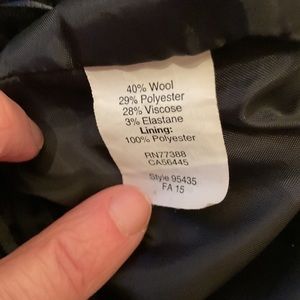 40% Wool
29% Polyester
28% Viscose
3% Elastane
Lining:
100% Polyester
RN77388
CA56445
Style 95435
FA 15